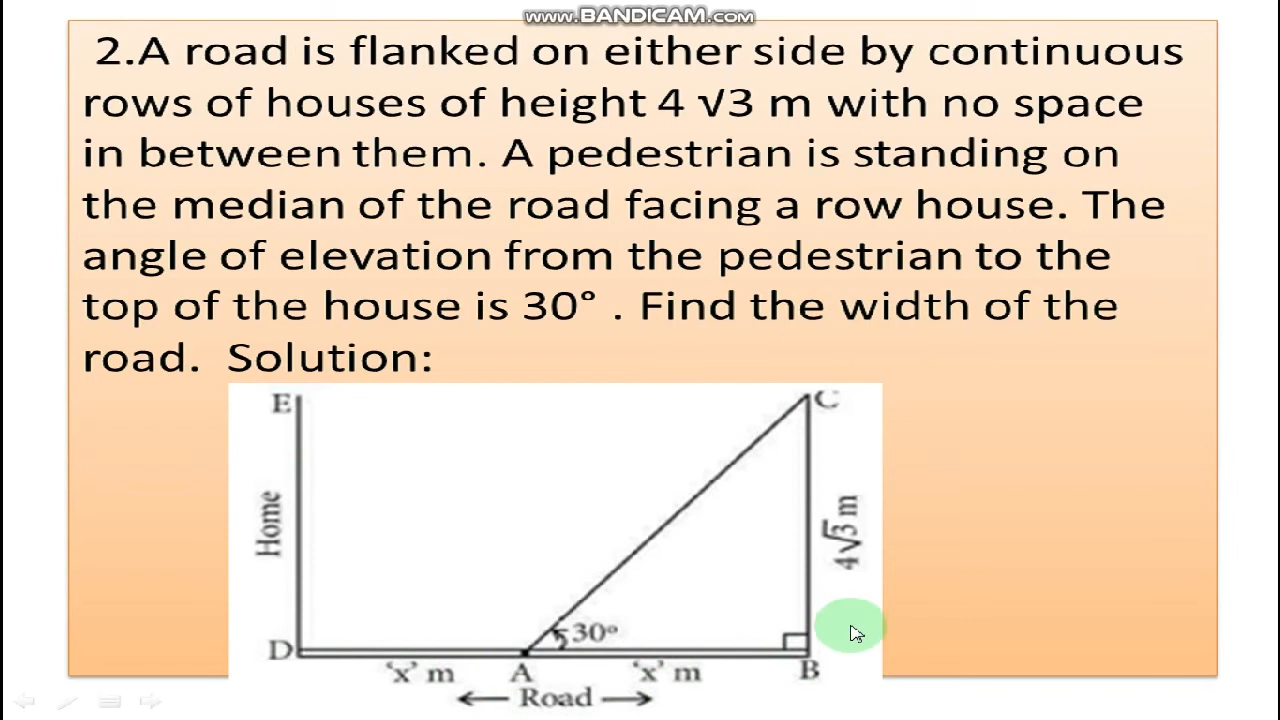 www.BANDICAM.com
2.A road is flanked on either side by continuous
rows of houses of height 4 √3 m with no space
in between them. A pedestrian is standing on
the median of the road facing a row house. The
angle of elevation from the pedestrian to the
top of the house is 30° . Find the width of the
road. Solution:
E
C
Home
4√3 m
30°
D
A
B
'x' m
'x' m
Road